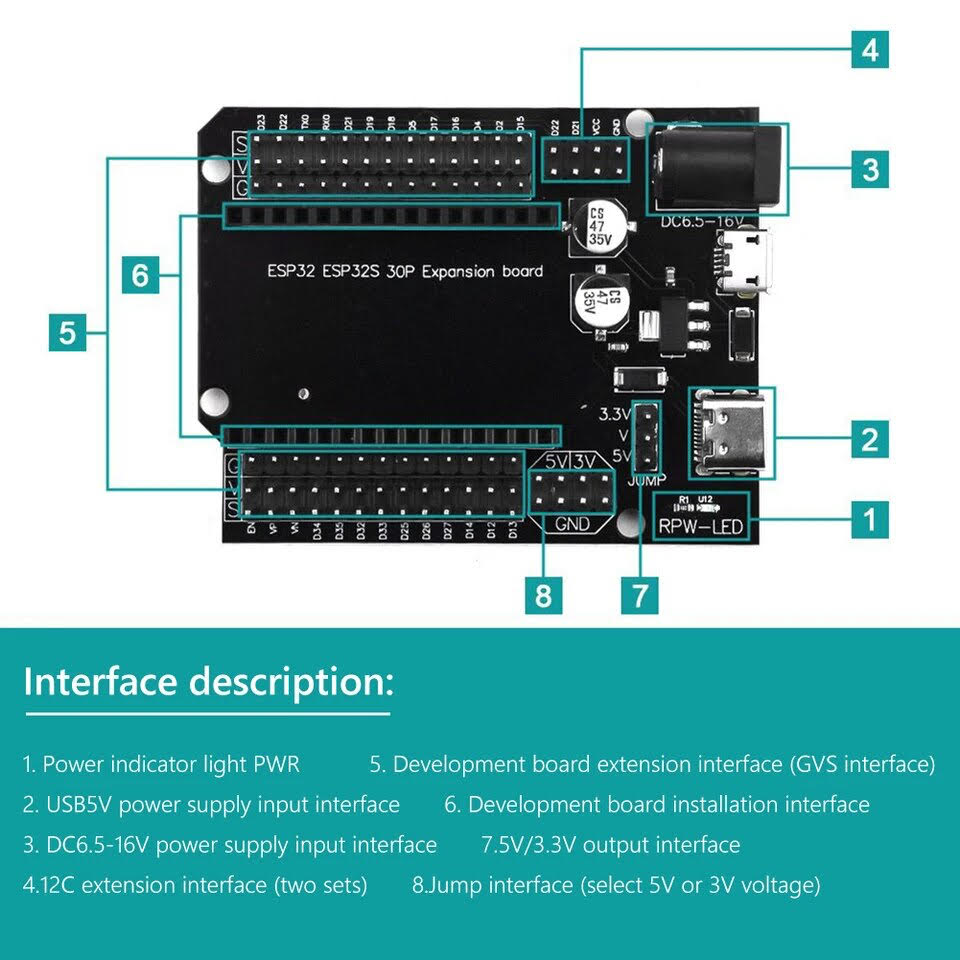 4
D23 D22 TX0 RX0 D21 D19 D18 D5 D17 D16 D4 D2 D15
D22 D21 VCC GND
S
V
G
3
DC6.5-16V
CS
47
35V
6
ESP32 ESP32S 30P Expansion board
CS
47
35V
5
3.3V
V
5V
JUMP
2
G
V
S
5V 3V
GND
EN VP VN D34 D35 D32 D33 D25 D26 D27 D14 D12 D13
R1 U12
RPW-LED
1
8
7
Interface description:
1. Power indicator light PWR
5. Development board extension interface (GVS interface)
2. USB5V power supply input interface
6. Development board installation interface
3. DC6.5-16V power supply input interface
7.5V/3.3V output interface
4.12C extension interface (two sets)
8.Jump interface (select 5V or 3V voltage)